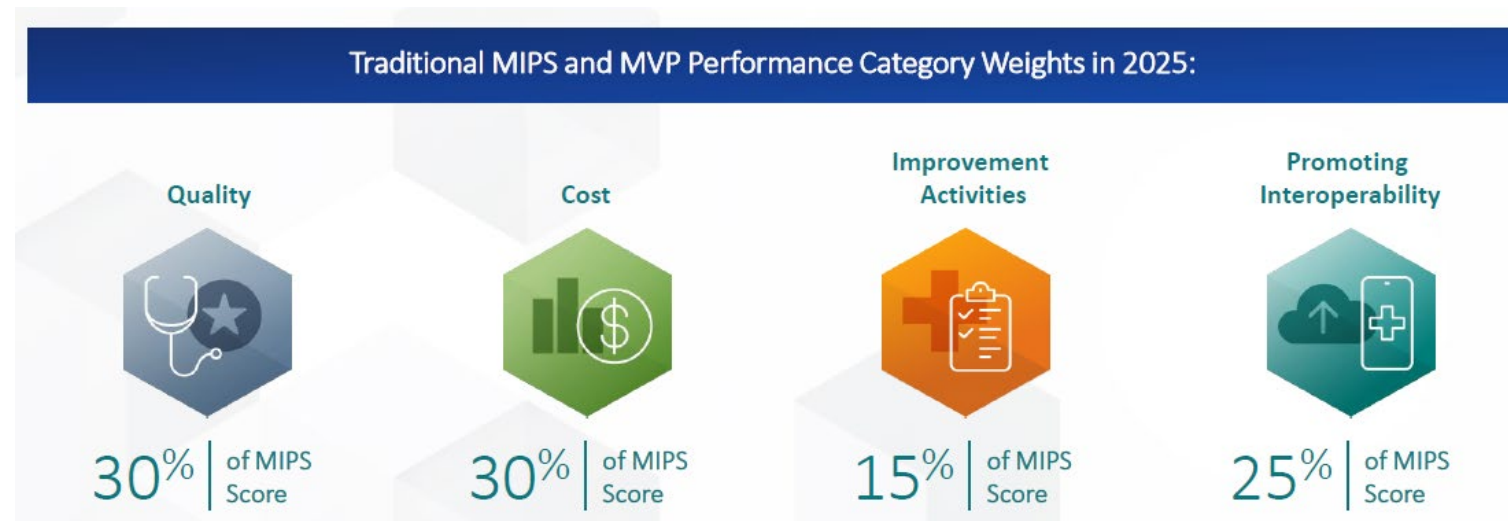 Traditional MIPS and MVP Performance Category Weights in 2025:
Quality
Cost
Improvement
Activities
Promoting
Interoperability
30% of MIPS
Score
30% of MIPS
Score
15% of MIPS
Score
25% of MIPS
Score